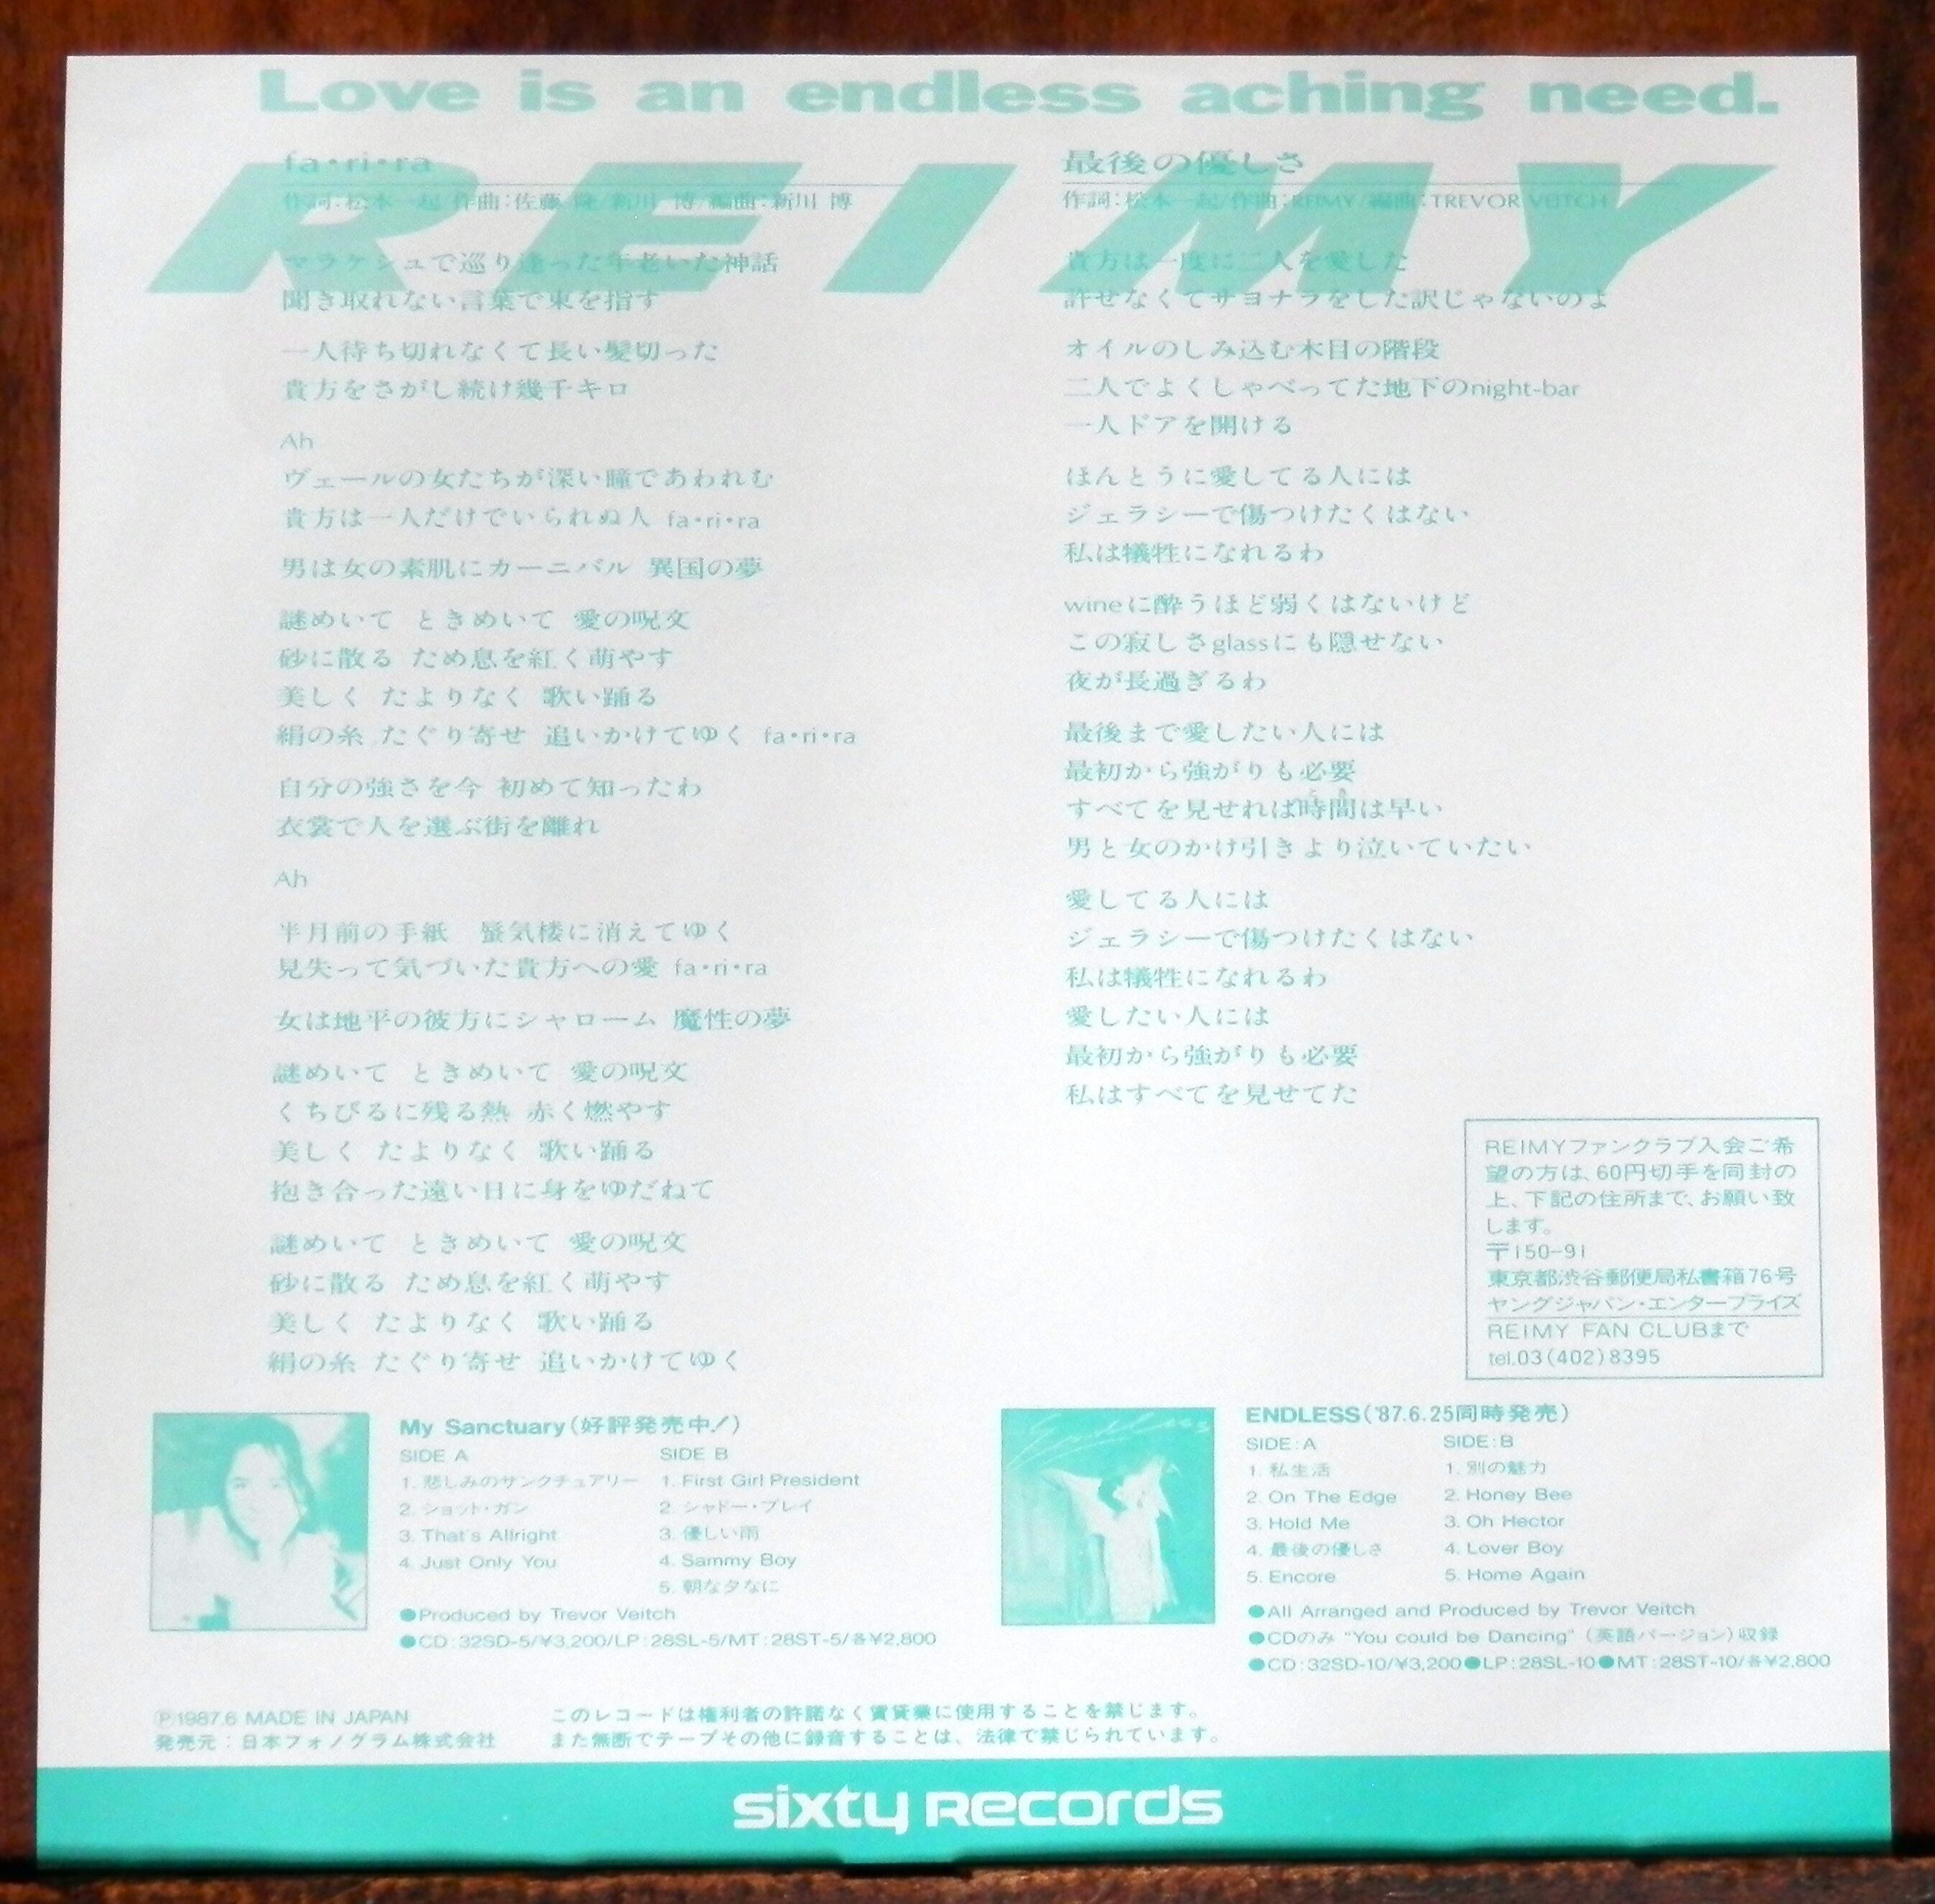 Love is an endless aching need.
REIMY
fa・ri・ra
作詞：松本一起 作曲：佐藤 隆/新川 博/編曲：新川 博
マラケシュで巡り逢った年老いた神話
聞き取れない言葉で東を指す
一人待ち切れなくて長い髪切った
貴方をさがし続け幾千キロ
Ah
ヴェールの女たちが深い瞳であわれむ
貴方は一人だけでいられぬ人 fa・ri・ra
男は女の素肌にカーニバル 異国の夢
謎めいて ときめいて 愛の呪文
砂に散る ため息を紅く萌やす
美しく たよりなく 歌い踊る
絹の糸 たぐり寄せ 追いかけてゆく fa・ri・ra
自分の強さを今 初めて知ったわ
衣裳で人を選ぶ街を離れ
Ah
半月前の手紙 蜃気楼に消えてゆく
見失って気づいた貴方への愛 fa・ri・ra
女は地平の彼方にシャローム 魔性の夢
謎めいて ときめいて 愛の呪文
くちびるに残る熱 赤く燃やす
美しく たよりなく 歌い踊る
抱き合った遠い日に身をゆだねて
謎めいて ときめいて 愛の呪文
砂に散る ため息を紅く萌やす
美しく たよりなく 歌い踊る
絹の糸 たぐり寄せ 追いかけてゆく
最後の優しさ
作詞：松本一起/作曲：REIMY/編曲：TREVOR VEITCH
貴方は一度に二人を愛した
許せなくてサヨナラをした訳じゃないのよ
オイルのしみ込む木目の階段
二人でよくしゃべってた地下のnight-bar
一人ドアを開ける
ほんとうに愛してる人には
ジェラシーで傷つけたくはない
私は犠牲になれるわ
wineに酔うほど弱くはないけど
この寂しさglassにも隠せない
夜が長過ぎるわ
最後まで愛したい人には
最初から強がりも必要
すべてを見せれば時間は早い
男と女のかけ引きより泣いていたい
愛してる人には
ジェラシーで傷つけたくはない
私は犠牲になれるわ
愛したい人には
最初から強がりも必要
私はすべてを見せてた
REIMYファンクラブ入会ご希
望の方は、60円切手を同封の
上、下記の住所まで、お願い致
します。
〒150-91
東京都渋谷郵便局私書箱76号
ヤングジャパン・エンタープライズ
REIMY FAN CLUBまで
tel.03(402)8395
My Sanctuary(好評発売中!)
SIDE A
1. 悲しみのサンクチュアリー
2. ショット・ガン
3. That's Allright
4. Just Only You
SIDE B
1. First Girl President
2. シャドー・プレイ
3. 優しい雨
4. Sammy Boy
5. 朝な夕なに
●Produced by Trevor Veitch
●CD：32SD-5/¥3,200/LP：28SL-5/MT：28ST-5/各¥2,800
Endless
ENDLESS('87.6.25同時発売)
SIDE：A
1. 私生活
2. On The Edge
3. Hold Me
4. 最後の優しさ
5. Encore
SIDE：B
1. 別の魅力
2. Honey Bee
3. Oh Hector
4. Lover Boy
5. Home Again
●All Arranged and Produced by Trevor Veitch
●CDのみ "You could be Dancing"（英語バージョン)収録
●CD：32SD-10/¥3,200●LP：28SL-10●MT：28ST-10/各¥2,800
Ⓟ1987.6 MADE IN JAPAN
発売元：日本フォノグラム株式会社
このレコードは権利者の許諾なく賃貸業に使用することを禁じます。
また無断でテープその他に録音することは、法律で禁じられています。
sixty Records